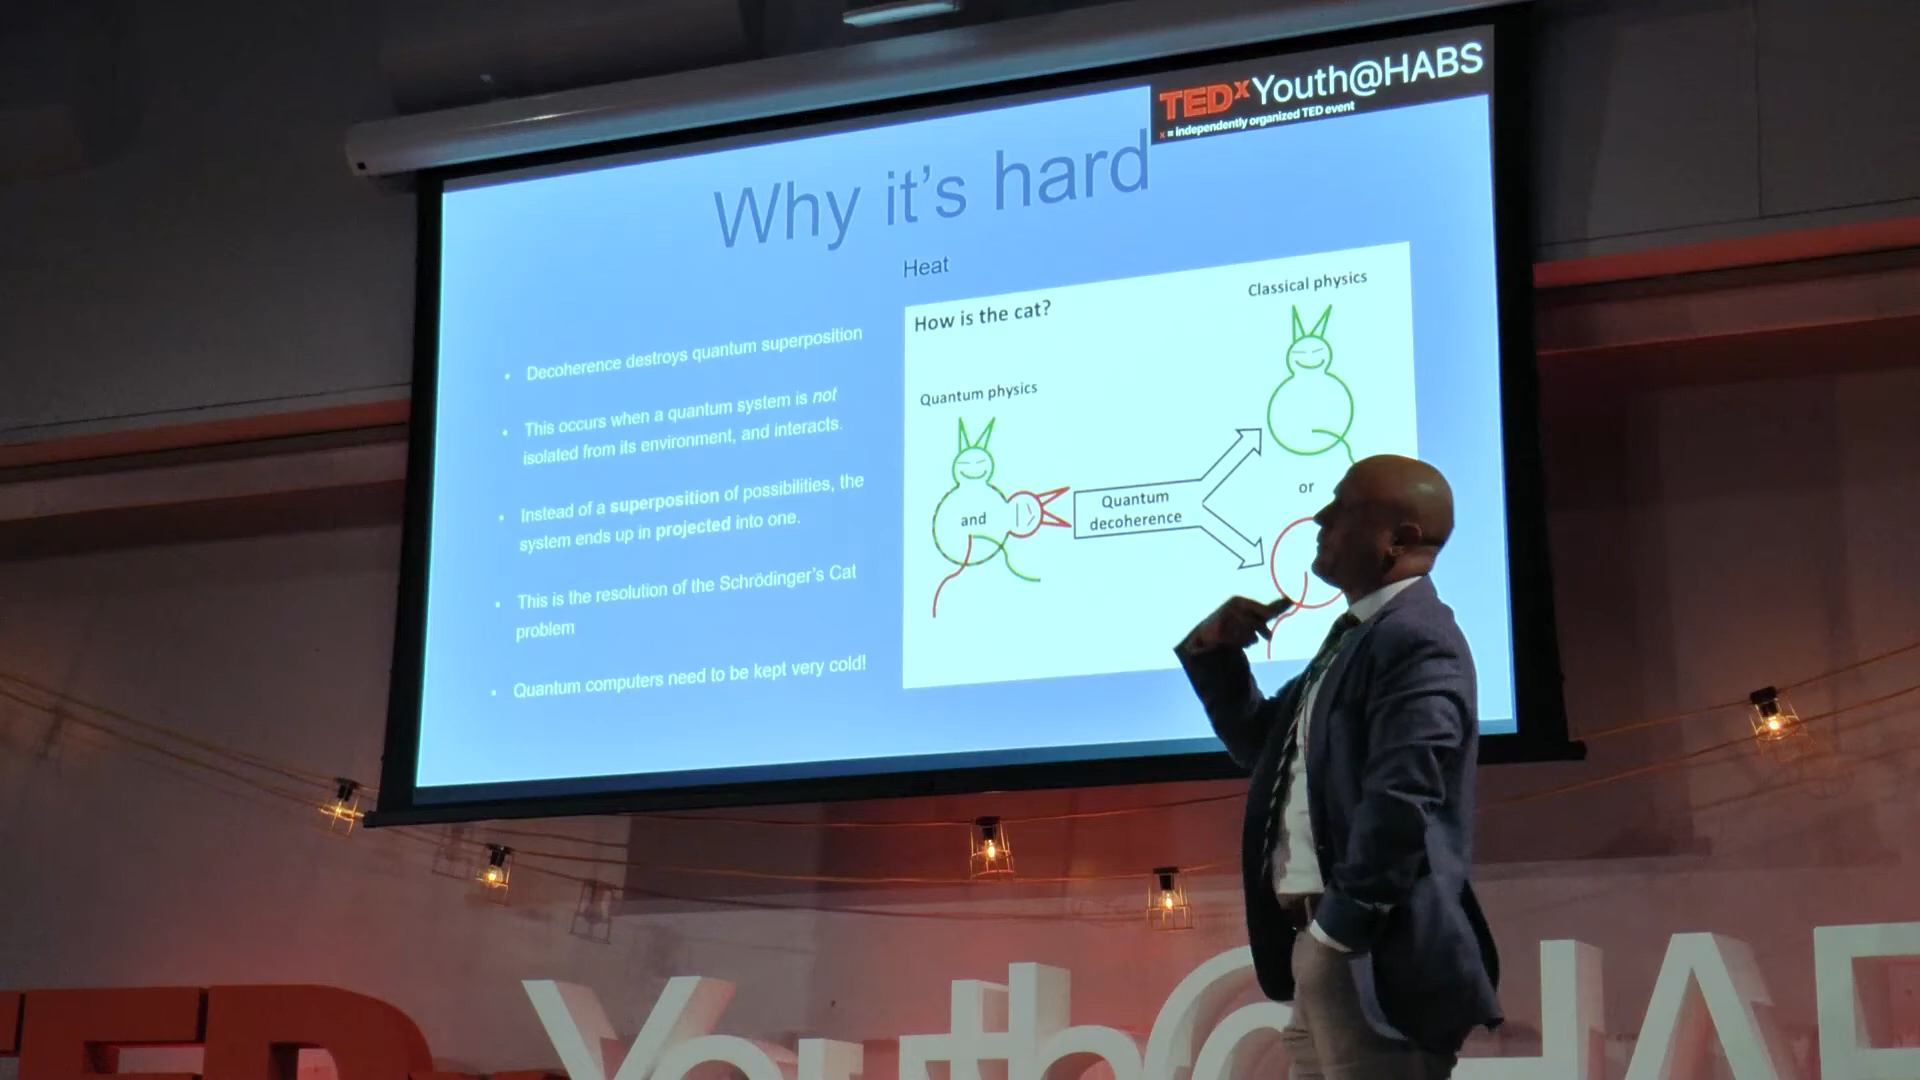 TEDxYouth@HABS
x = independently organized TED event
Why it's hard
Heat
• Decoherence destroys quantum superposition
• This occurs when a quantum system is not
isolated from its environment, and interacts.
• Instead of a superposition of possibilities, the
system ends up in projected into one.
• This is the resolution of the Schrödinger's Cat
problem
• Quantum computers need to be kept very cold!
How is the cat?
Classical physics
Quantum physics
and
Quantum
decoherence
or
TEDxYouth@HAB